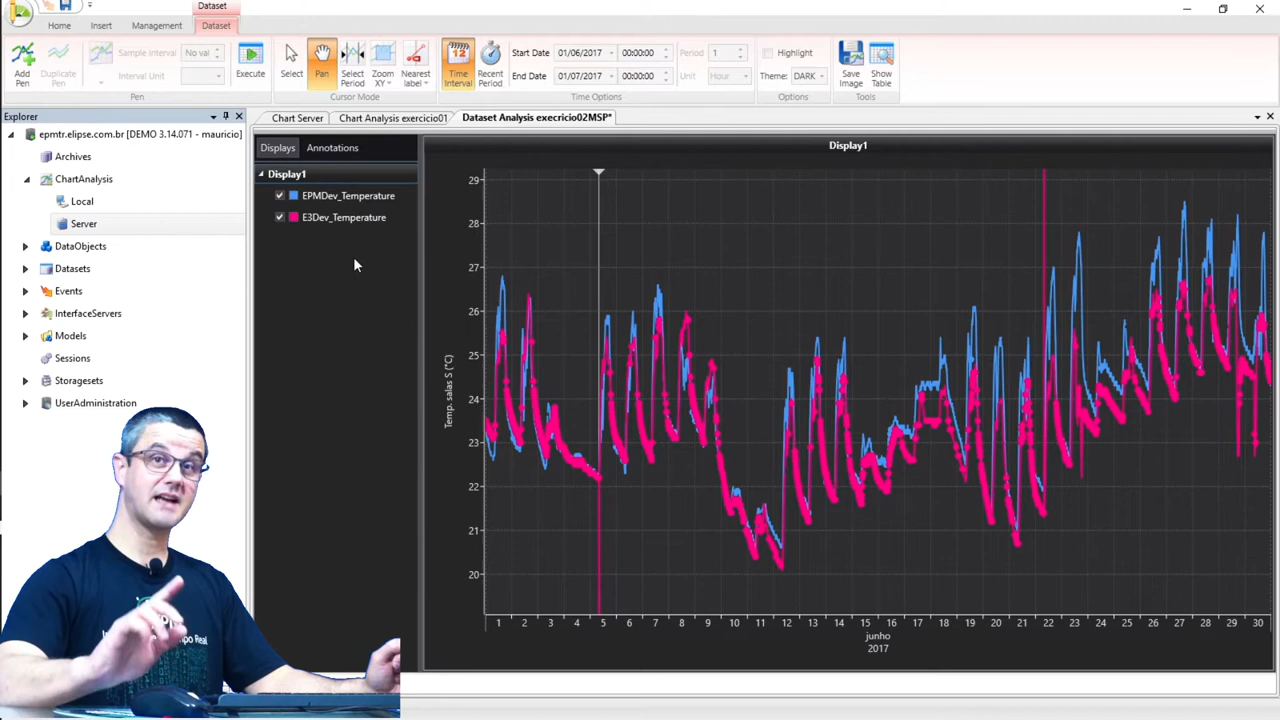 Dataset
Home Insert Management Dataset
Add Pen
Duplicate Pen
Sample Interval No val
Interval Unit
Execute
Pen
Select
Pan
Select Period
Zoom XY
Nearest label
Cursor Mode
Time Interval
Recent Period
Start Date 01/06/2017 00:00:00
End Date 01/07/2017 00:00:00
Period 1
Unit Hour
Time Options
Highlight
Theme: DARK
Options
Save Image
Show Table
Tools
Explorer
Chart Server
Chart Analysis exercicio01
Dataset Analysis execricio02MSP*
epmtr.elipse.com.br [DEMO 3.14.071 - mauricio]
Archives
ChartAnalysis
Local
Server
DataObjects
Datasets
Events
InterfaceServers
Models
Sessions
Storagesets
UserAdministration
Displays Annotations
Display1
EPMDev_Temperature
E3Dev_Temperature
Display1
Temp. salas S (°C)
29
28
27
26
25
24
23
22
21
20
1 2 3 4 5 6 7 8 9 10 11 12 13 14 15 16 17 18 19 20 21 22 23 24 25 26 27 28 29 30
junho
2017